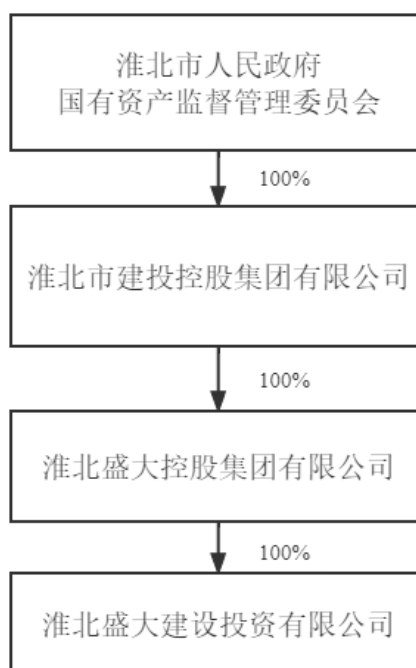 淮北市人民政府
国有资产监督管理委员会
100%
淮北市建投控股集团有限公司
100%
淮北盛大控股集团有限公司
100%
淮北盛大建设投资有限公司